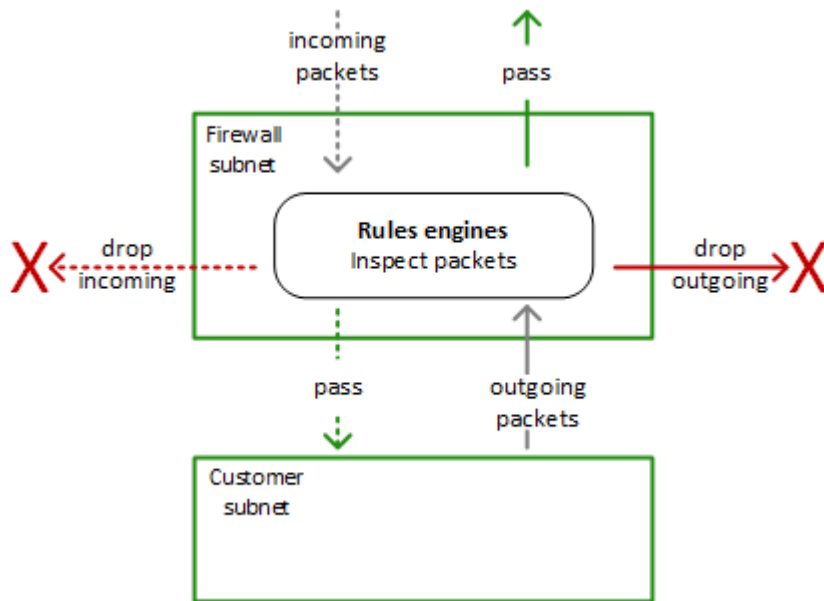 incoming
packets
pass
Firewall
subnet
Rules engines
Inspect packets
X
drop
incoming
drop
outgoing
X
pass
outgoing
packets
Customer
subnet